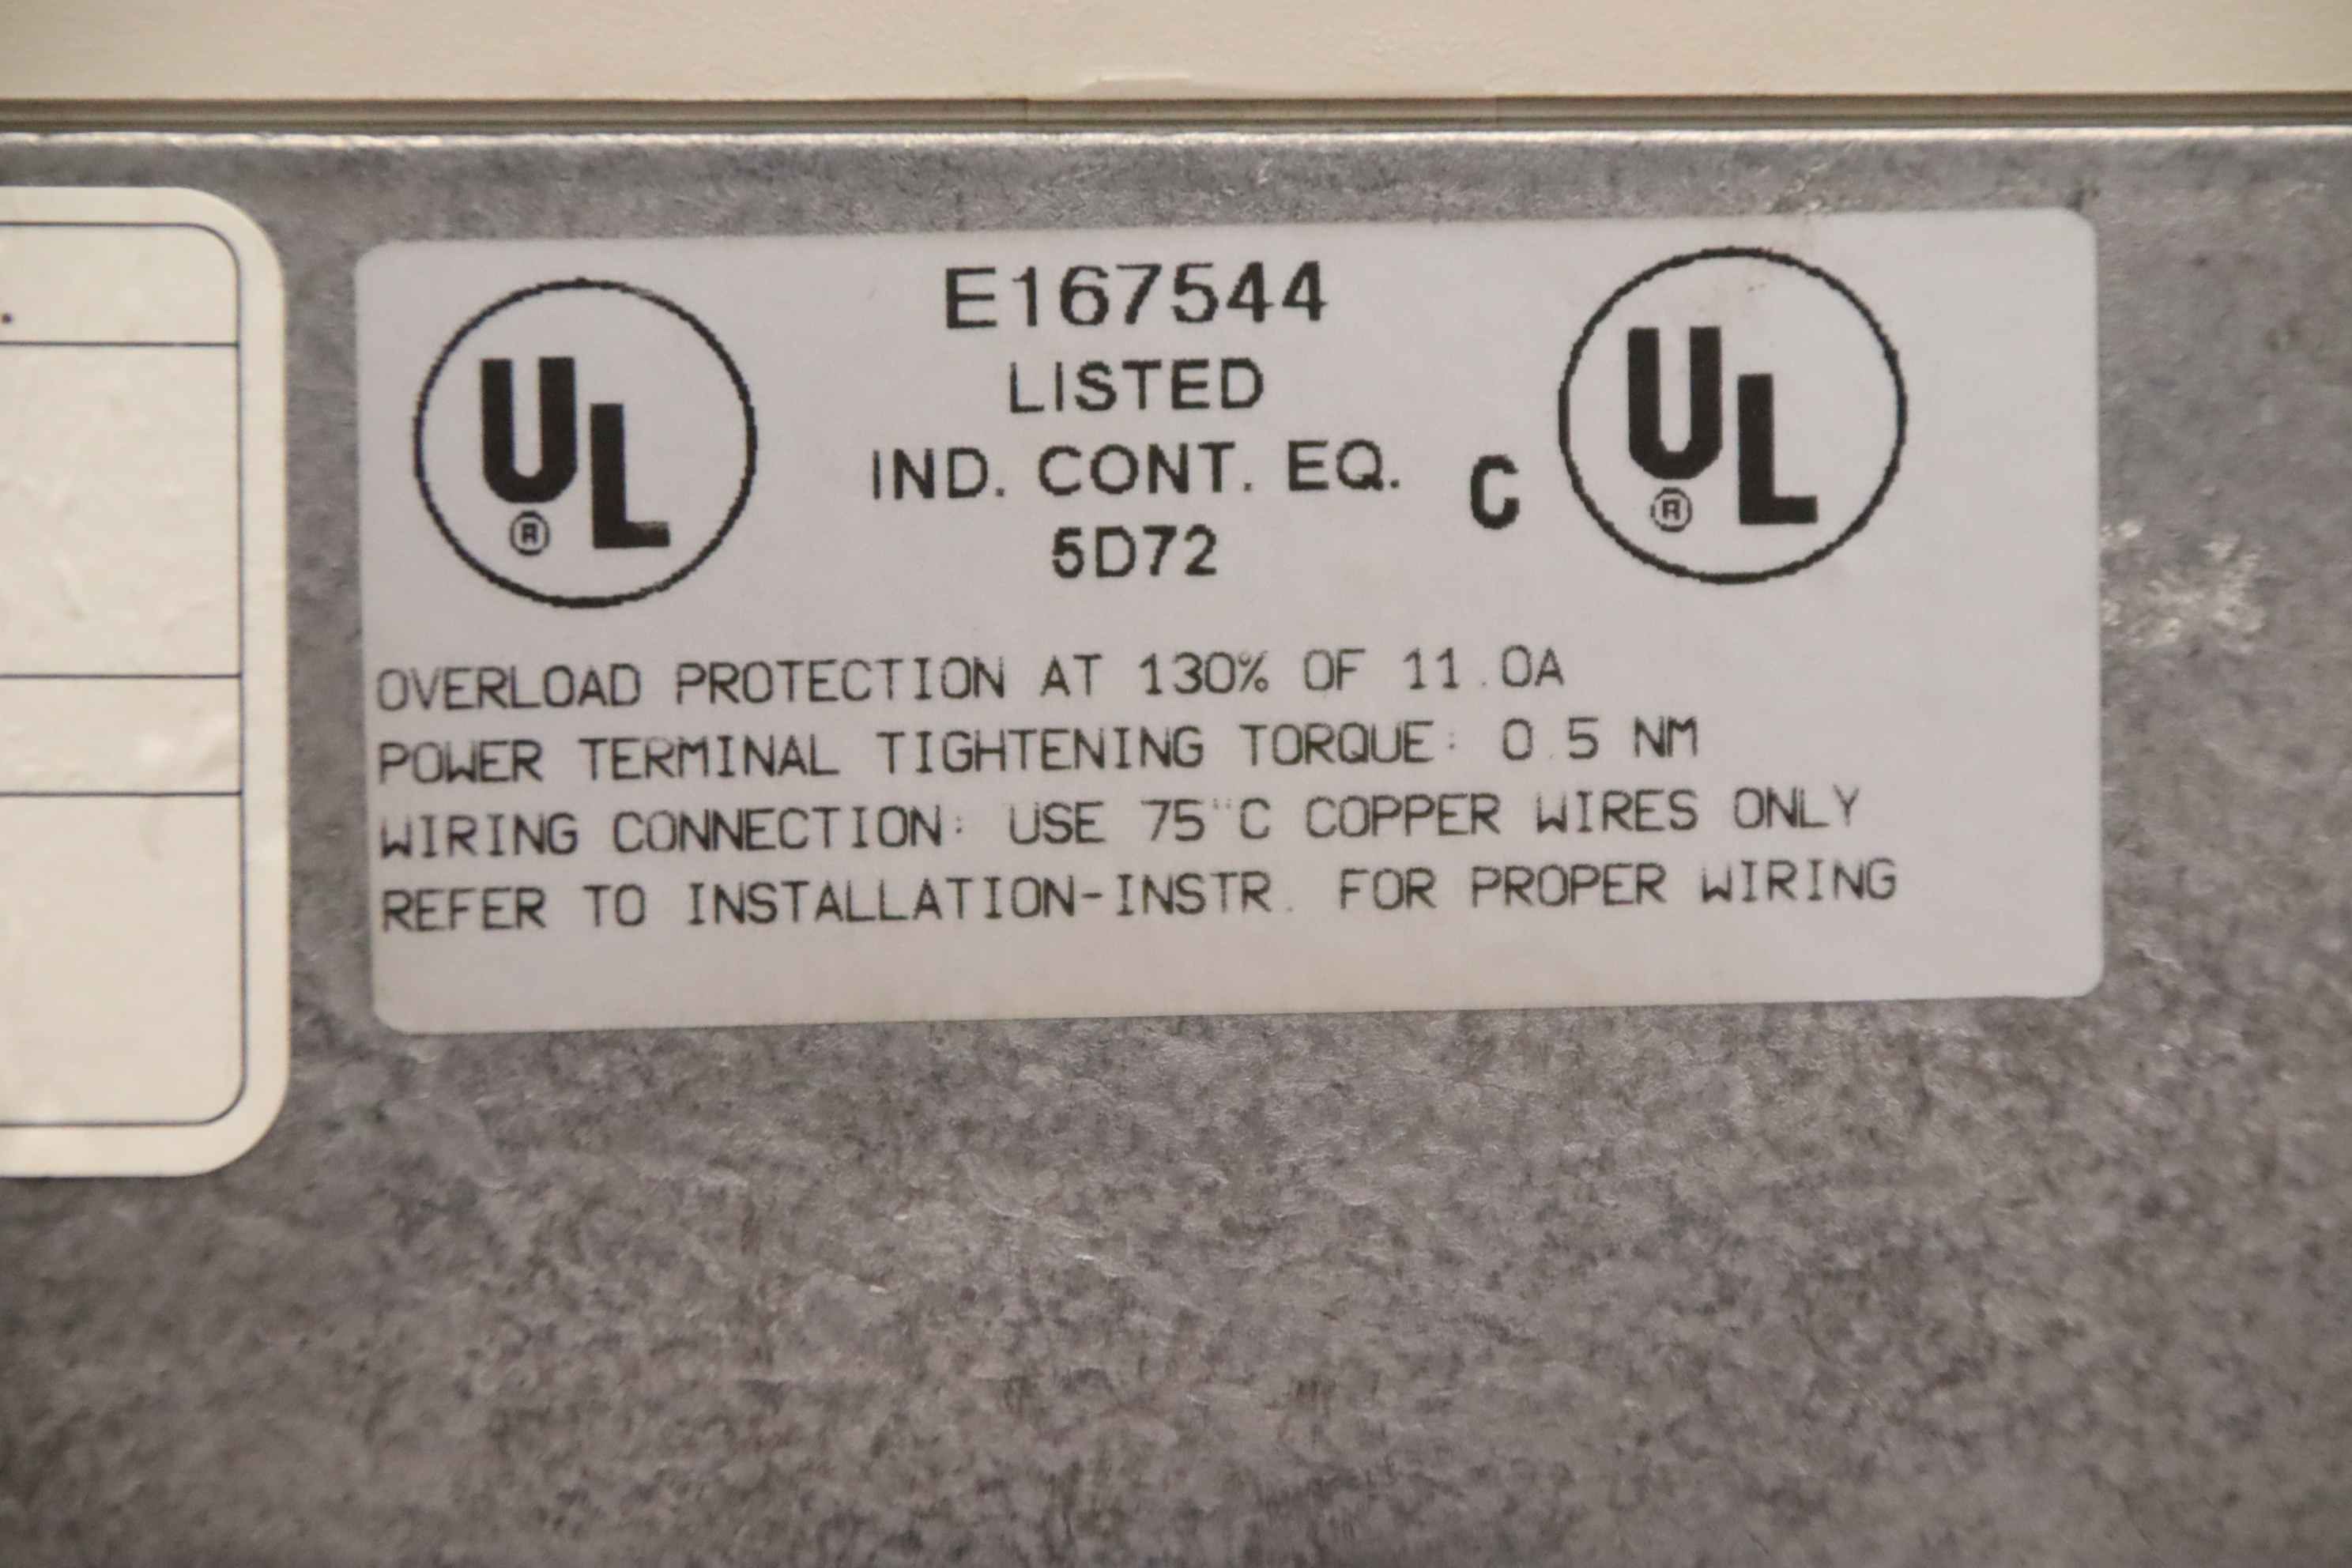 E167544
LISTED
IND. CONT. EQ.
5D72
UL ®
C UL ®
OVERLOAD PROTECTION AT 130% OF 11.0A
POWER TERMINAL TIGHTENING TORQUE: 0.5 NM
WIRING CONNECTION: USE 75"C COPPER WIRES ONLY
REFER TO INSTALLATION-INSTR. FOR PROPER WIRING